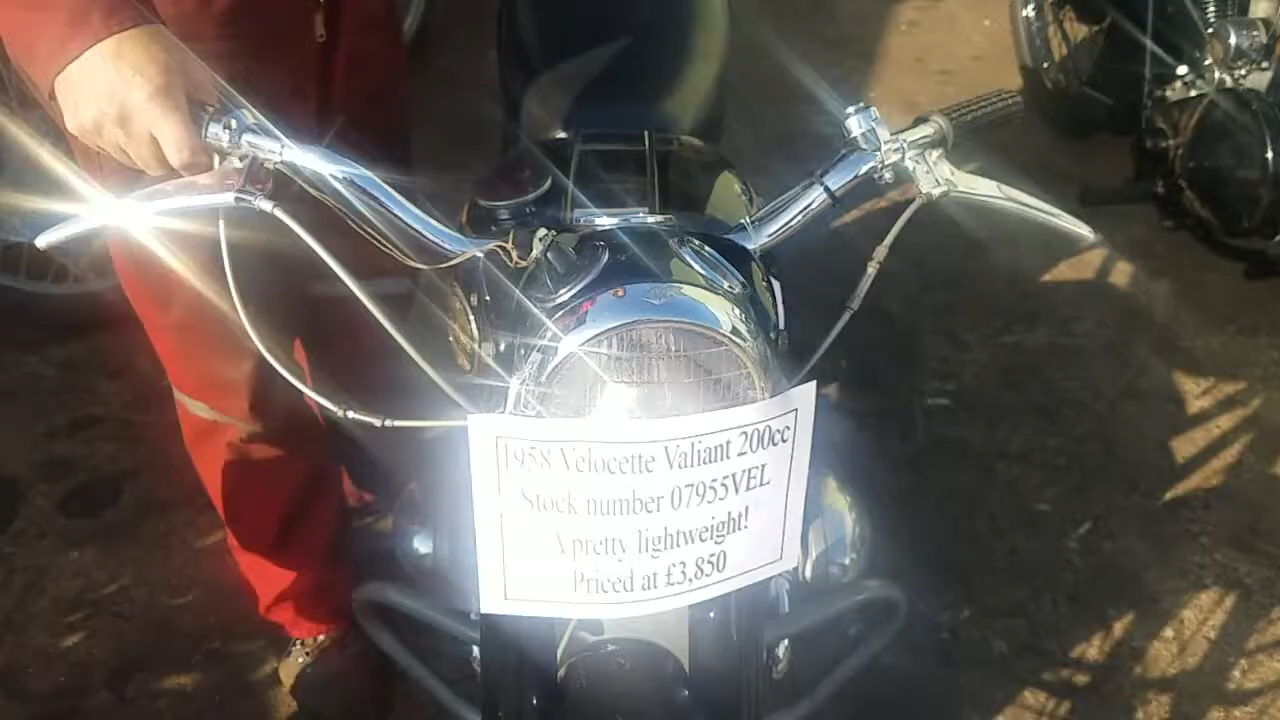 1958 Velocette Valiant 200cc
Stock number 07955VEL
A pretty lightweight!
Priced at £3,850